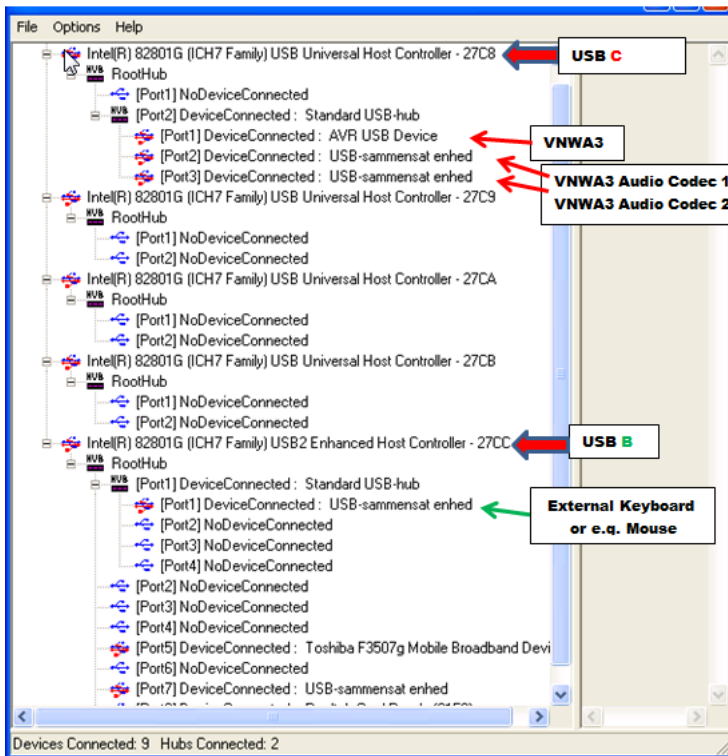 File Options Help
Intel(R) 82801G (ICH7 Family) USB Universal Host Controller - 27C8
USB C
HUB RootHub
[Port1] NoDeviceConnected
HUB [Port2] DeviceConnected : Standard USB-hub
[Port1] DeviceConnected : AVR USB Device
VNWA3
[Port2] DeviceConnected : USB-sammensat enhed
[Port3] DeviceConnected : USB-sammensat enhed
VNWA3 Audio Codec 1
VNWA3 Audio Codec 2
Intel(R) 82801G (ICH7 Family) USB Universal Host Controller - 27C9
HUB RootHub
[Port1] NoDeviceConnected
[Port2] NoDeviceConnected
Intel(R) 82801G (ICH7 Family) USB Universal Host Controller - 27CA
HUB RootHub
[Port1] NoDeviceConnected
[Port2] NoDeviceConnected
Intel(R) 82801G (ICH7 Family) USB Universal Host Controller - 27CB
HUB RootHub
[Port1] NoDeviceConnected
[Port2] NoDeviceConnected
Intel(R) 82801G (ICH7 Family) USB2 Enhanced Host Controller - 27CC
USB B
HUB RootHub
HUB [Port1] DeviceConnected : Standard USB-hub
[Port1] DeviceConnected : USB-sammensat enhed
External Keyboard
or e.g. Mouse
[Port2] NoDeviceConnected
[Port3] NoDeviceConnected
[Port4] NoDeviceConnected
[Port2] NoDeviceConnected
[Port3] NoDeviceConnected
[Port4] NoDeviceConnected
[Port5] DeviceConnected : Toshiba F3507g Mobile Broadband Devi
[Port6] NoDeviceConnected
[Port7] DeviceConnected : USB-sammensat enhed
Devices Connected: 9 Hubs Connected: 2